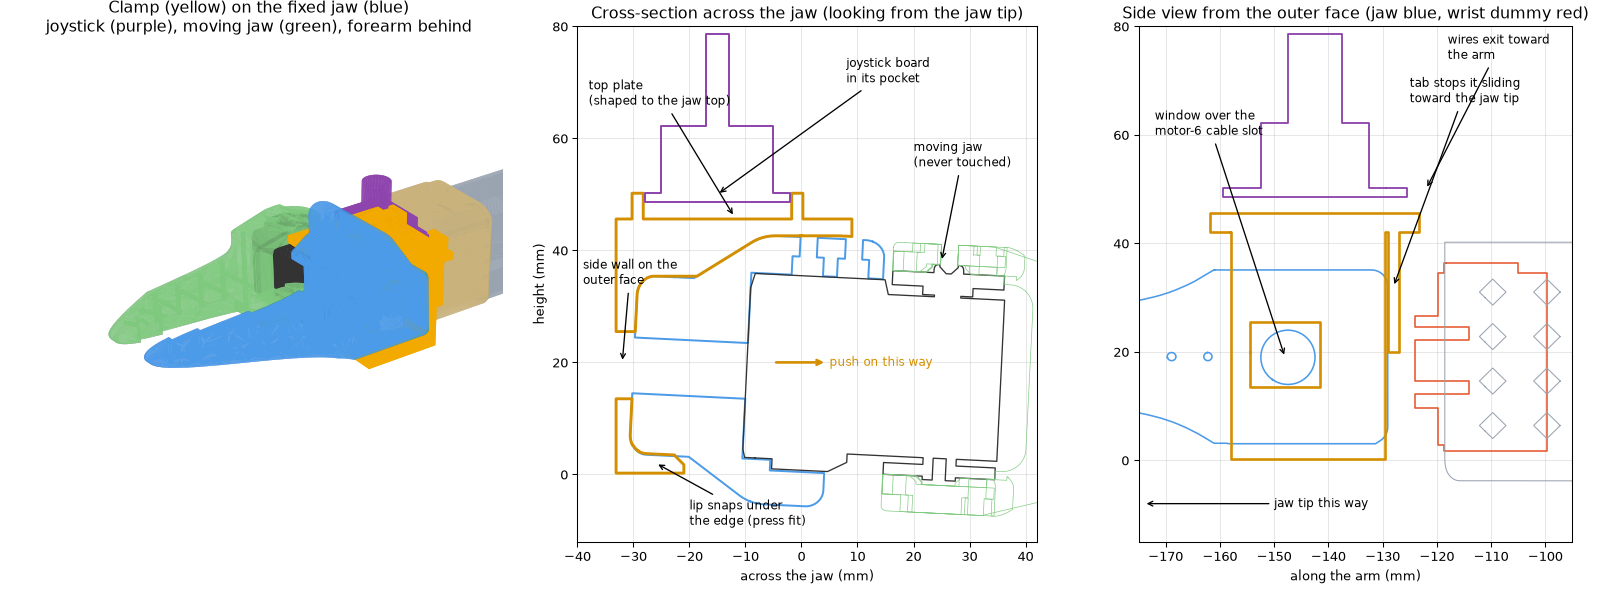 Clamp (yellow) on the fixed jaw (blue)
joystick (purple), moving jaw (green), forearm behind
Cross-section across the jaw (looking from the jaw tip)
80
60
40
20
0
height (mm)
−40
−30
−20
−10
0
10
20
30
40
across the jaw (mm)
top plate
(shaped to the jaw top)
joystick board
in its pocket
moving jaw
(never touched)
side wall on the
outer face
push on this way
lip snaps under
the edge (press fit)
Side view from the outer face (jaw blue, wrist dummy red)
80
60
40
20
0
−170
−160
−150
−140
−130
−120
−110
−100
along the arm (mm)
wires exit toward
the arm
tab stops it sliding
toward the jaw tip
window over the
motor-6 cable slot
jaw tip this way